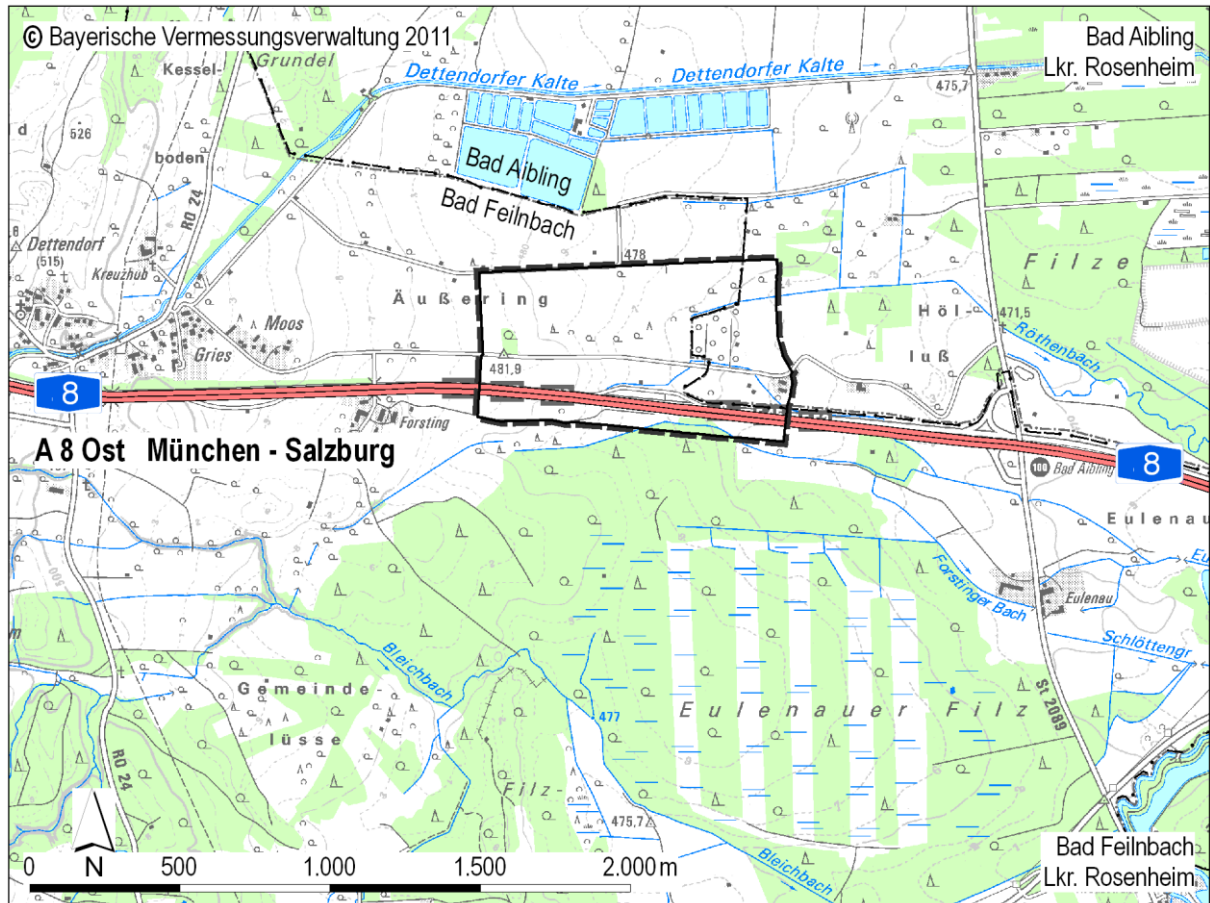 © Bayerische Vermessungsverwaltung 2011
Bad Aibling
Lkr. Rosenheim
Kessel-
boden
Grundel
Dettendorfer Kalte
Dettendorfer Kalte
475,7
d
526
RO 24
Bad Aibling
Bad Feilnbach
Dettendorf
(515)
Kreuzhub
478
Filze
Äußering
Moos
Gries
Höl-
luß
471,5
Röthenbach
481,9
8
Forsting
A 8 Ost München - Salzburg
100 Bad Aibling
8
Eulenau
500
Forstinger Bach
Eulenau
Schlöttengr
Bleichbach
Gemeinde-
lüsse
477
Eulenauer Filz
St 2089
RO 24
Filz-
475,7
Bleichbach
N
0 500 1.000 1.500 2.000 m
Bad Feilnbach
Lkr. Rosenheim